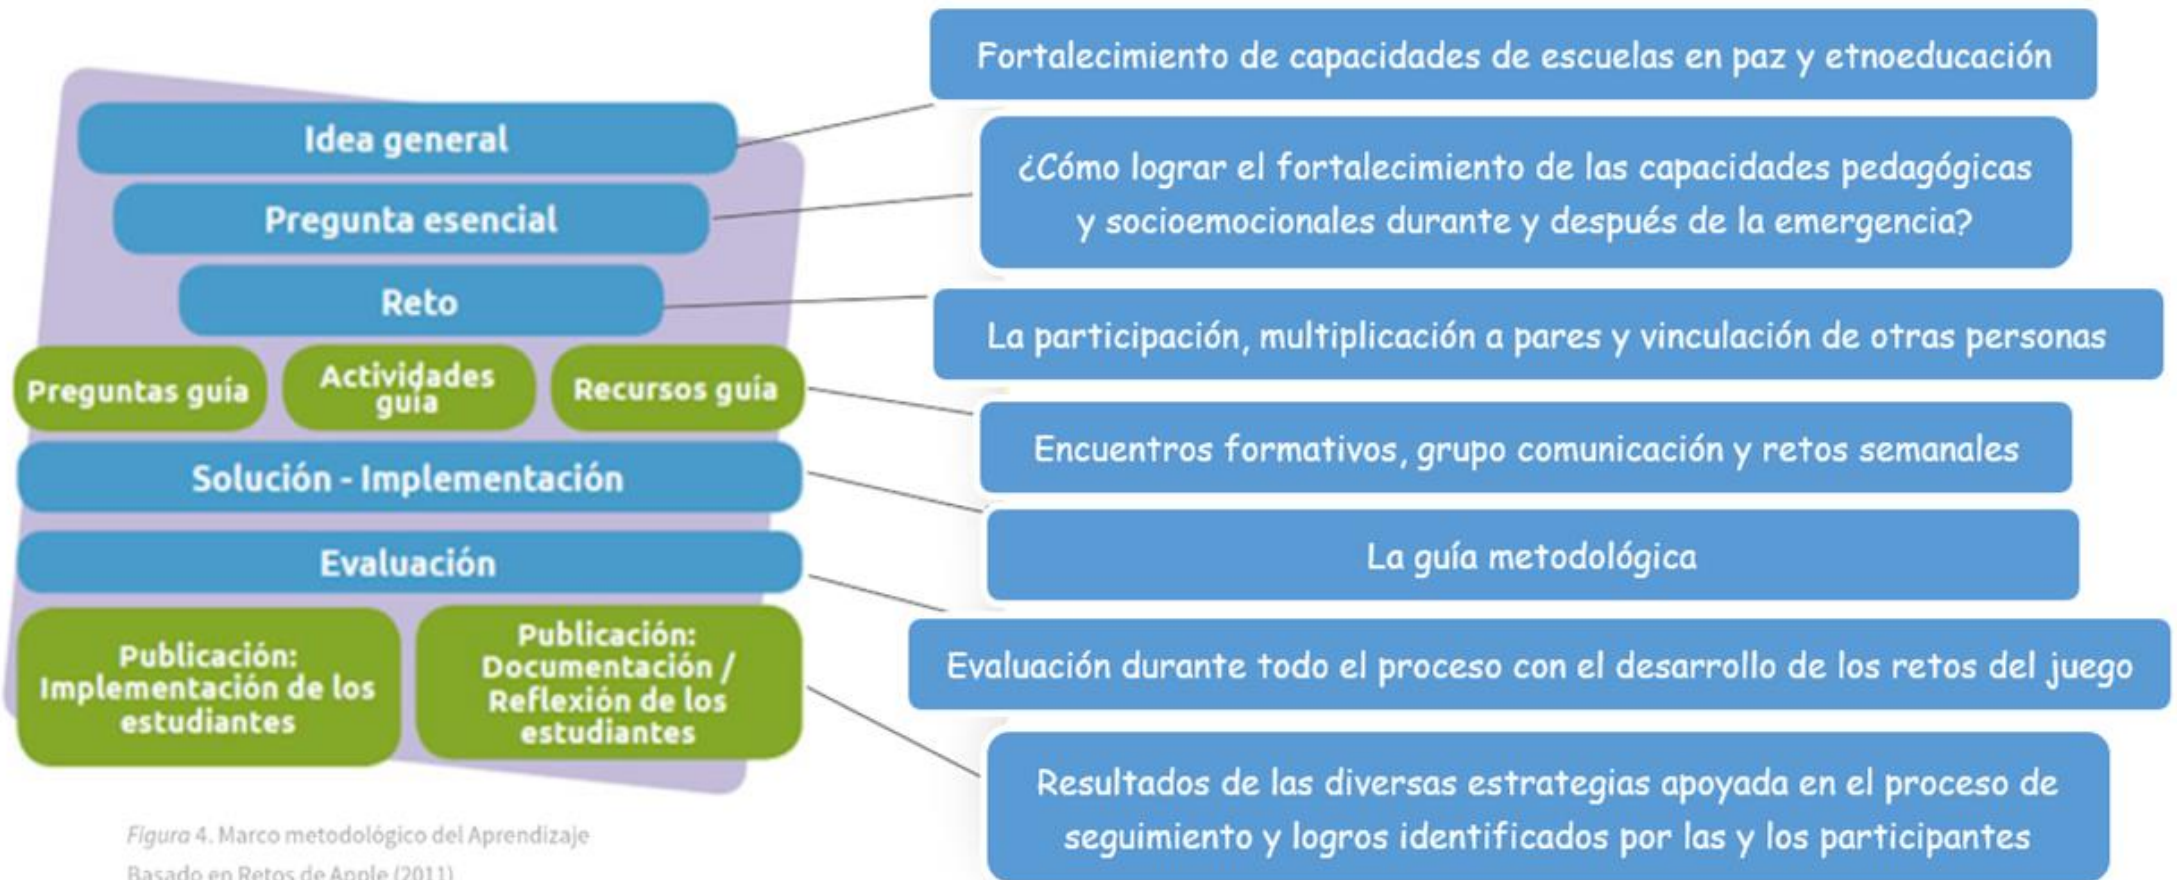 Idea general
Pregunta esencial
Reto
Preguntas guía
Actividades
guía
Recursos guía
Solución - Implementación
Evaluación
Publicación:
Implementación de los
estudiantes
Publicación:
Documentación /
Reflexión de los
estudiantes
Figura 4. Marco metodológico del Aprendizaje
Basado en Retos de Apple (2011)
Fortalecimiento de capacidades de escuelas en paz y etnoeducación
¿Cómo lograr el fortalecimiento de las capacidades pedagógicas
y socioemocionales durante y después de la emergencia?
La participación, multiplicación a pares y vinculación de otras personas
Encuentros formativos, grupo comunicación y retos semanales
La guía metodológica
Evaluación durante todo el proceso con el desarrollo de los retos del juego
Resultados de las diversas estrategias apoyada en el proceso de
seguimiento y logros identificados por las y los participantes